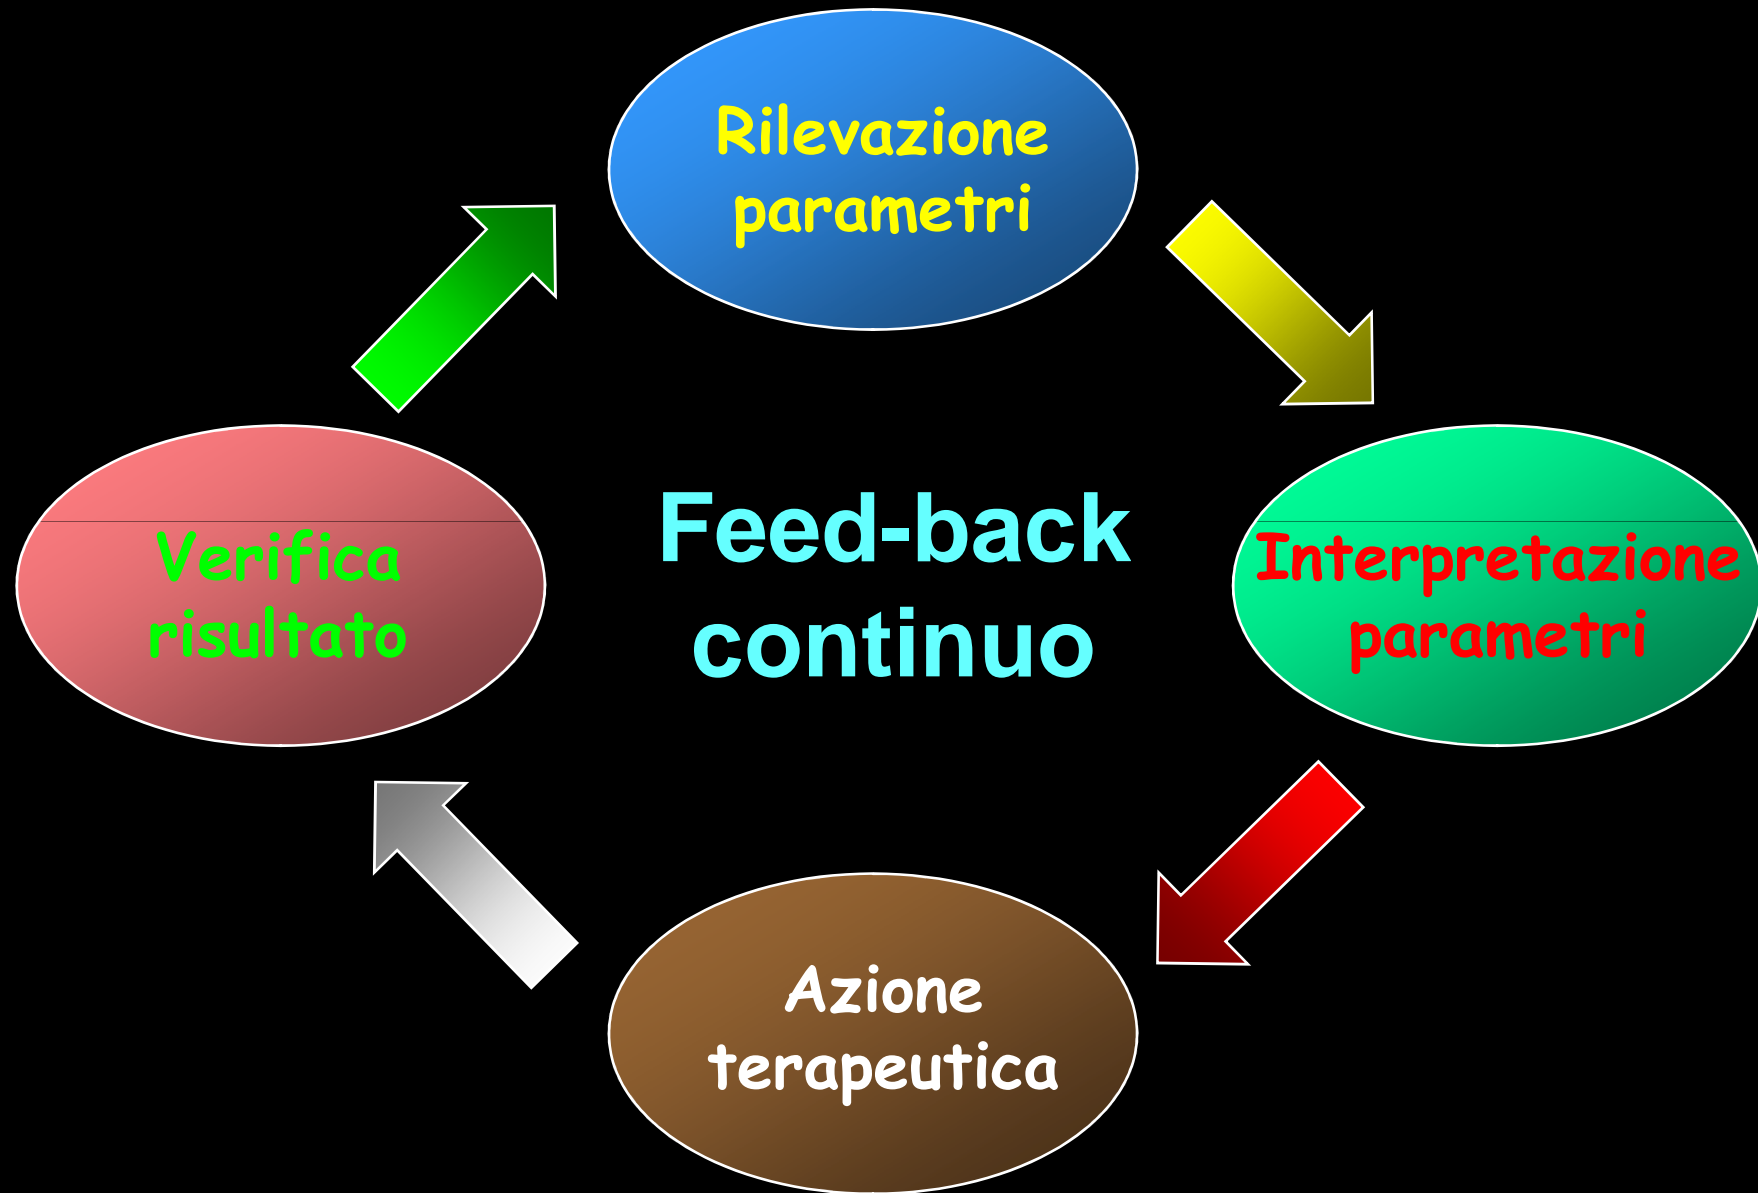 Rilevazione
parametri
Feed-back
continuo
Verifica
risultato
Interpretazione
parametri
Azione
terapeutica